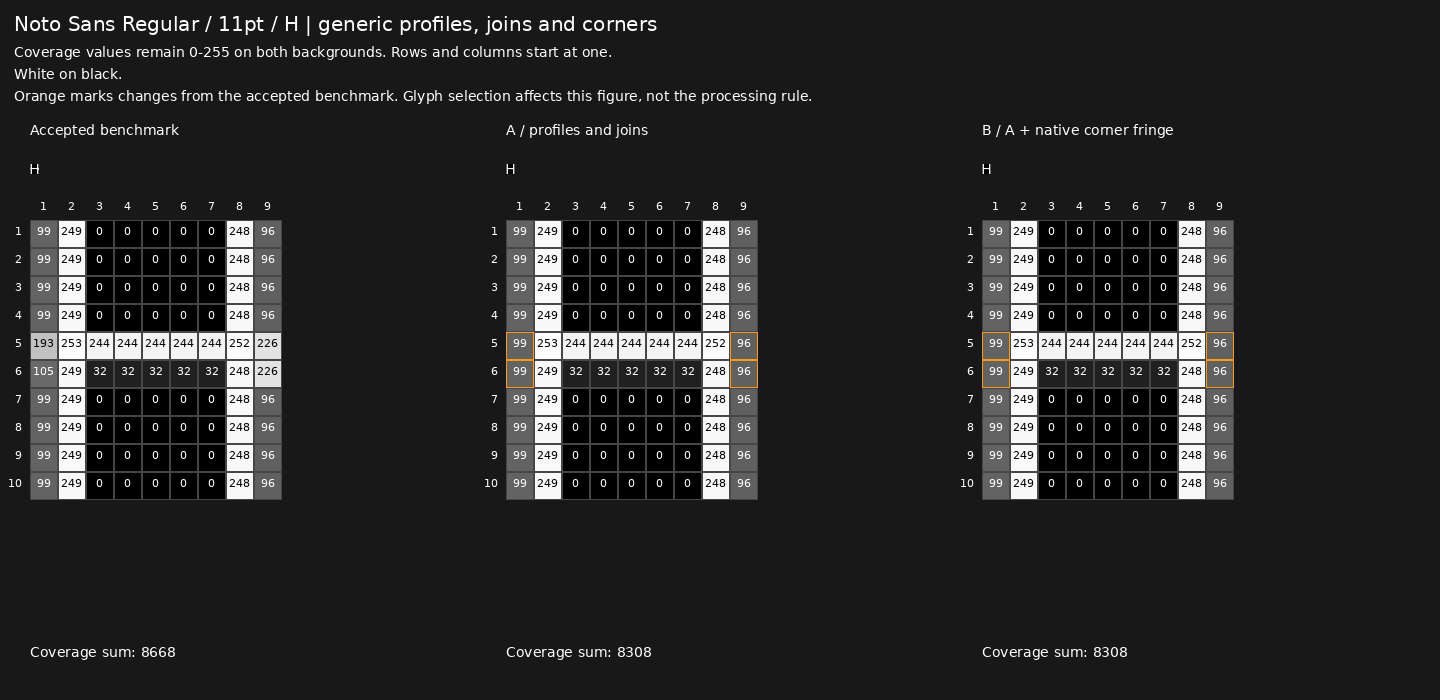 Noto Sans Regular / 11pt / H | generic profiles, joins and corners
Coverage values remain 0-255 on both backgrounds. Rows and columns start at one.
White on black.
Orange marks changes from the accepted benchmark. Glyph selection affects this figure, not the processing rule.
Accepted benchmark A / profiles and joins B / A + native corner fringe
H H H
1 2 3 4 5 6 7 8 9 1 2 3 4 5 6 7 8 9 1 2 3 4 5 6 7 8 9
1 99 249 0 0 0 0 0 248 96 1 99 249 0 0 0 0 0 248 96 1 99 249 0 0 0 0 0 248 96
2 99 249 0 0 0 0 0 248 96 2 99 249 0 0 0 0 0 248 96 2 99 249 0 0 0 0 0 248 96
3 99 249 0 0 0 0 0 248 96 3 99 249 0 0 0 0 0 248 96 3 99 249 0 0 0 0 0 248 96
4 99 249 0 0 0 0 0 248 96 4 99 249 0 0 0 0 0 248 96 4 99 249 0 0 0 0 0 248 96
5 193 253 244 244 244 244 244 252 226 5 99 253 244 244 244 244 244 252 96 5 99 253 244 244 244 244 244 252 96
6 105 249 32 32 32 32 32 248 226 6 99 249 32 32 32 32 32 248 96 6 99 249 32 32 32 32 32 248 96
7 99 249 0 0 0 0 0 248 96 7 99 249 0 0 0 0 0 248 96 7 99 249 0 0 0 0 0 248 96
8 99 249 0 0 0 0 0 248 96 8 99 249 0 0 0 0 0 248 96 8 99 249 0 0 0 0 0 248 96
9 99 249 0 0 0 0 0 248 96 9 99 249 0 0 0 0 0 248 96 9 99 249 0 0 0 0 0 248 96
10 99 249 0 0 0 0 0 248 96 10 99 249 0 0 0 0 0 248 96 10 99 249 0 0 0 0 0 248 96
Coverage sum: 8668 Coverage sum: 8308 Coverage sum: 8308